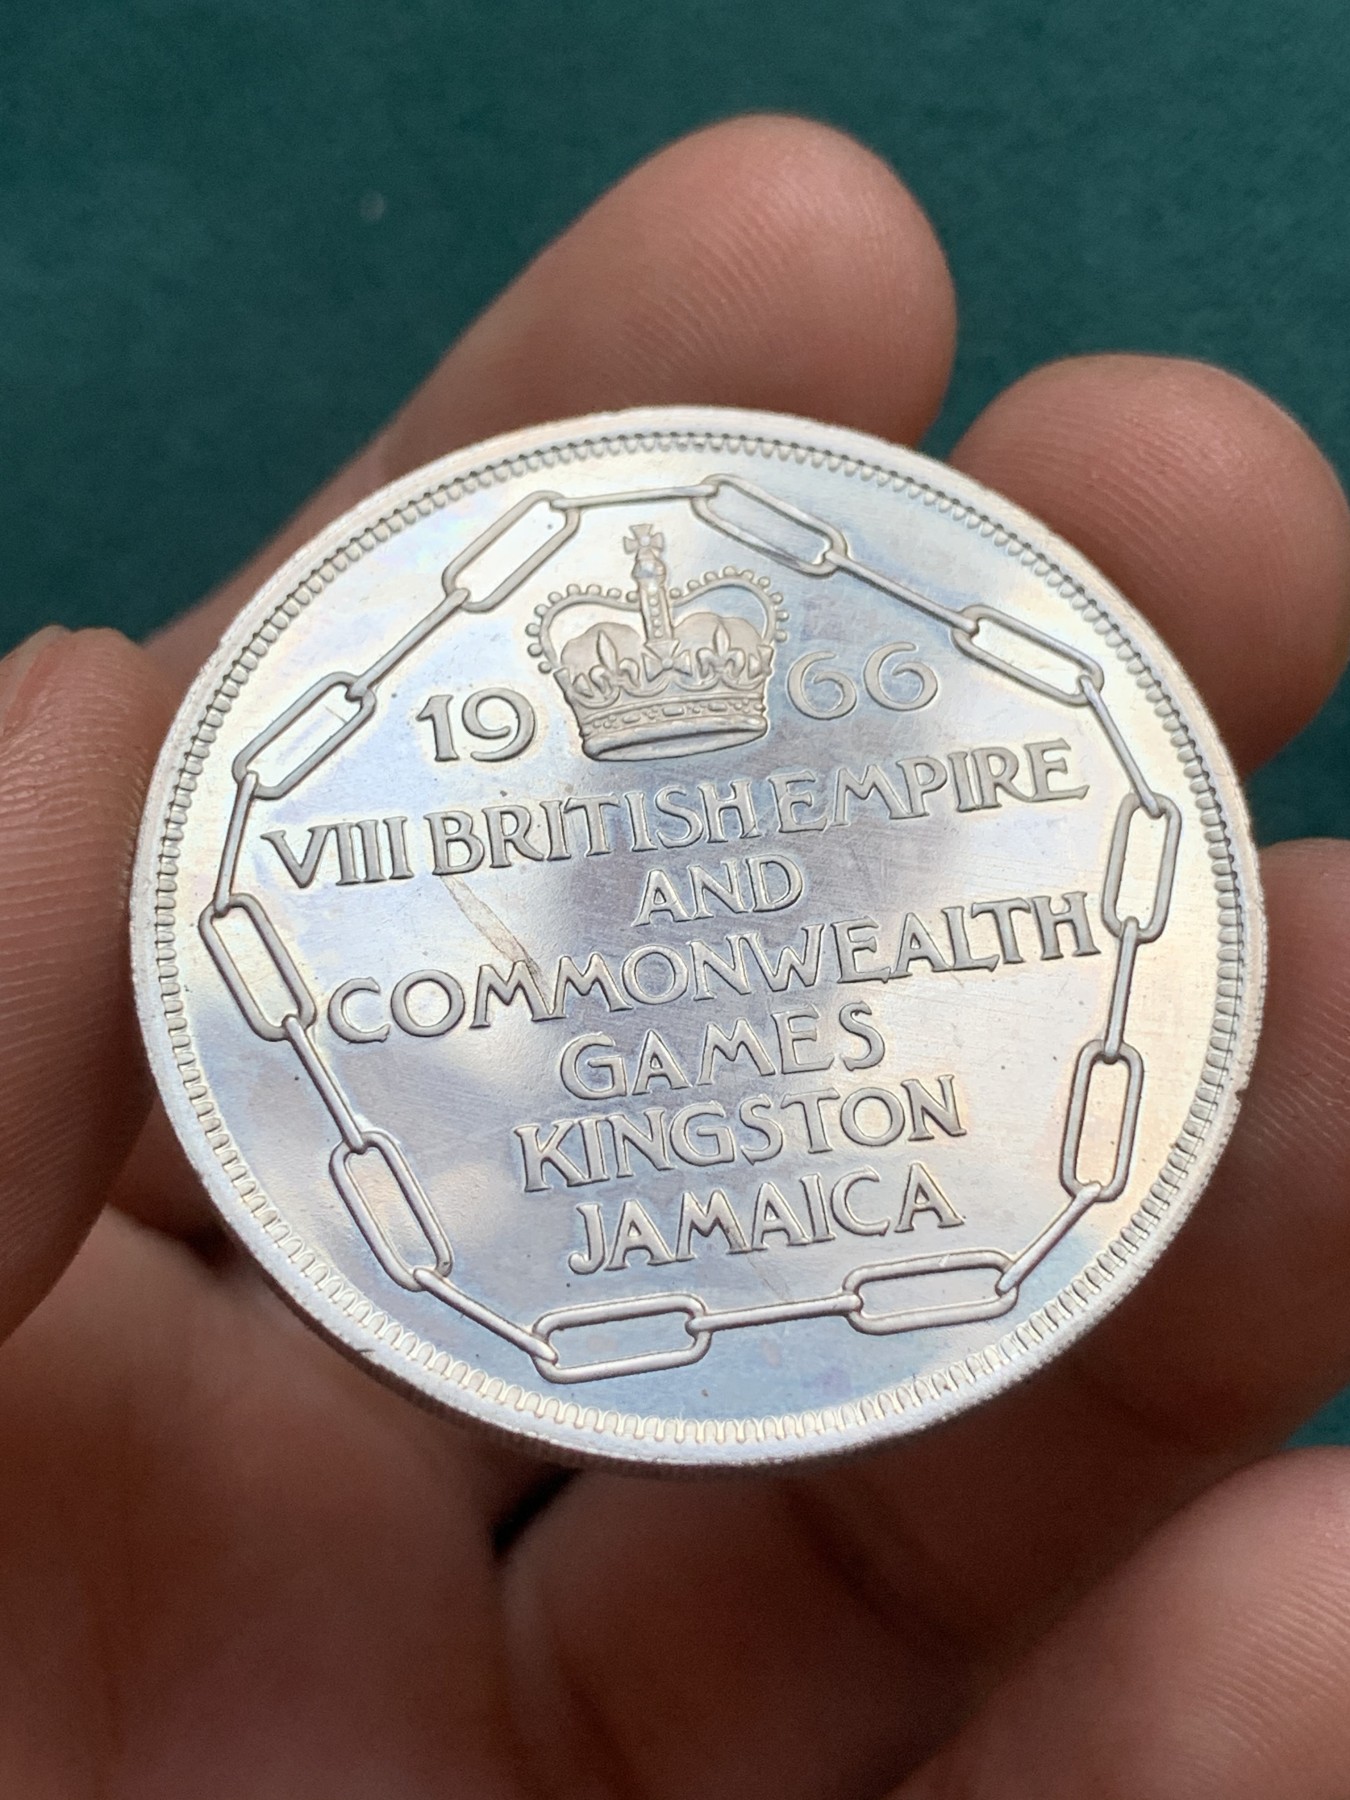 19 66
VIII BRITISH EMPIRE
AND
COMMONWEALTH
GAMES
KINGSTON
JAMAICA